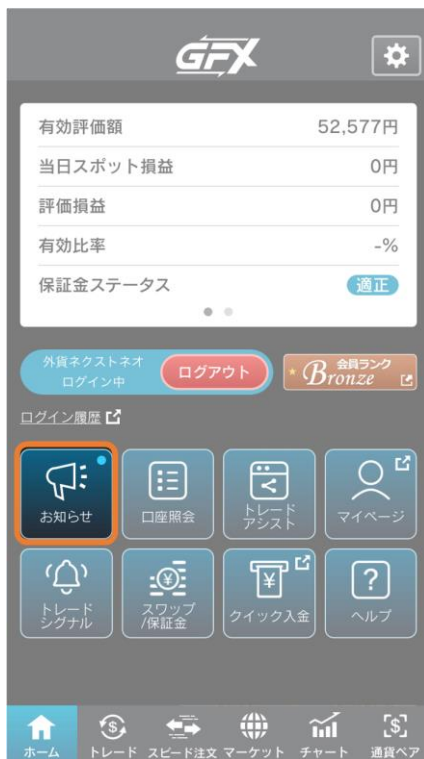 GFX
有効評価額 52,577円
当日スポット損益 0円
評価損益 0円
有効比率 -%
保証金ステータス 適正
外貨ネクストネオ
ログイン中
ログアウト
会員ランク
Bronze
ログイン履歴
お知らせ
口座照会
トレード
アシスト
マイページ
トレード
シグナル
スワップ
/保証金
クイック入金
ヘルプ
ホーム
トレード
スピード注文
マーケット
チャート
通貨ペア